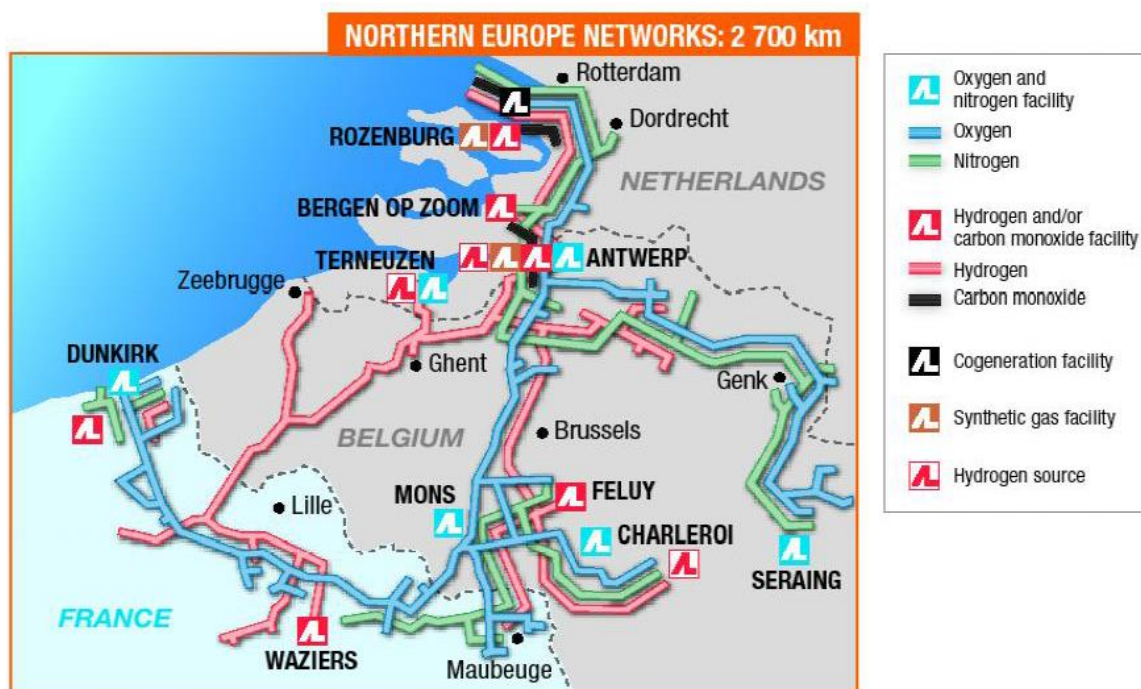 NORTHERN EUROPE NETWORKS: 2 700 km
Rotterdam
Dordrecht
ROZENBURG
NETHERLANDS
BERGEN OP ZOOM
TERNEUZEN
ANTWERP
Zeebrugge
DUNKIRK
Ghent
Genk
BELGIUM
Brussels
Lille
MONS
FELUY
CHARLEROI
SERAING
FRANCE
WAZIERS
Maubeuge
Oxygen and
nitrogen facility
Oxygen
Nitrogen
Hydrogen and/or
carbon monoxide facility
Hydrogen
Carbon monoxide
Cogeneration facility
Synthetic gas facility
Hydrogen source